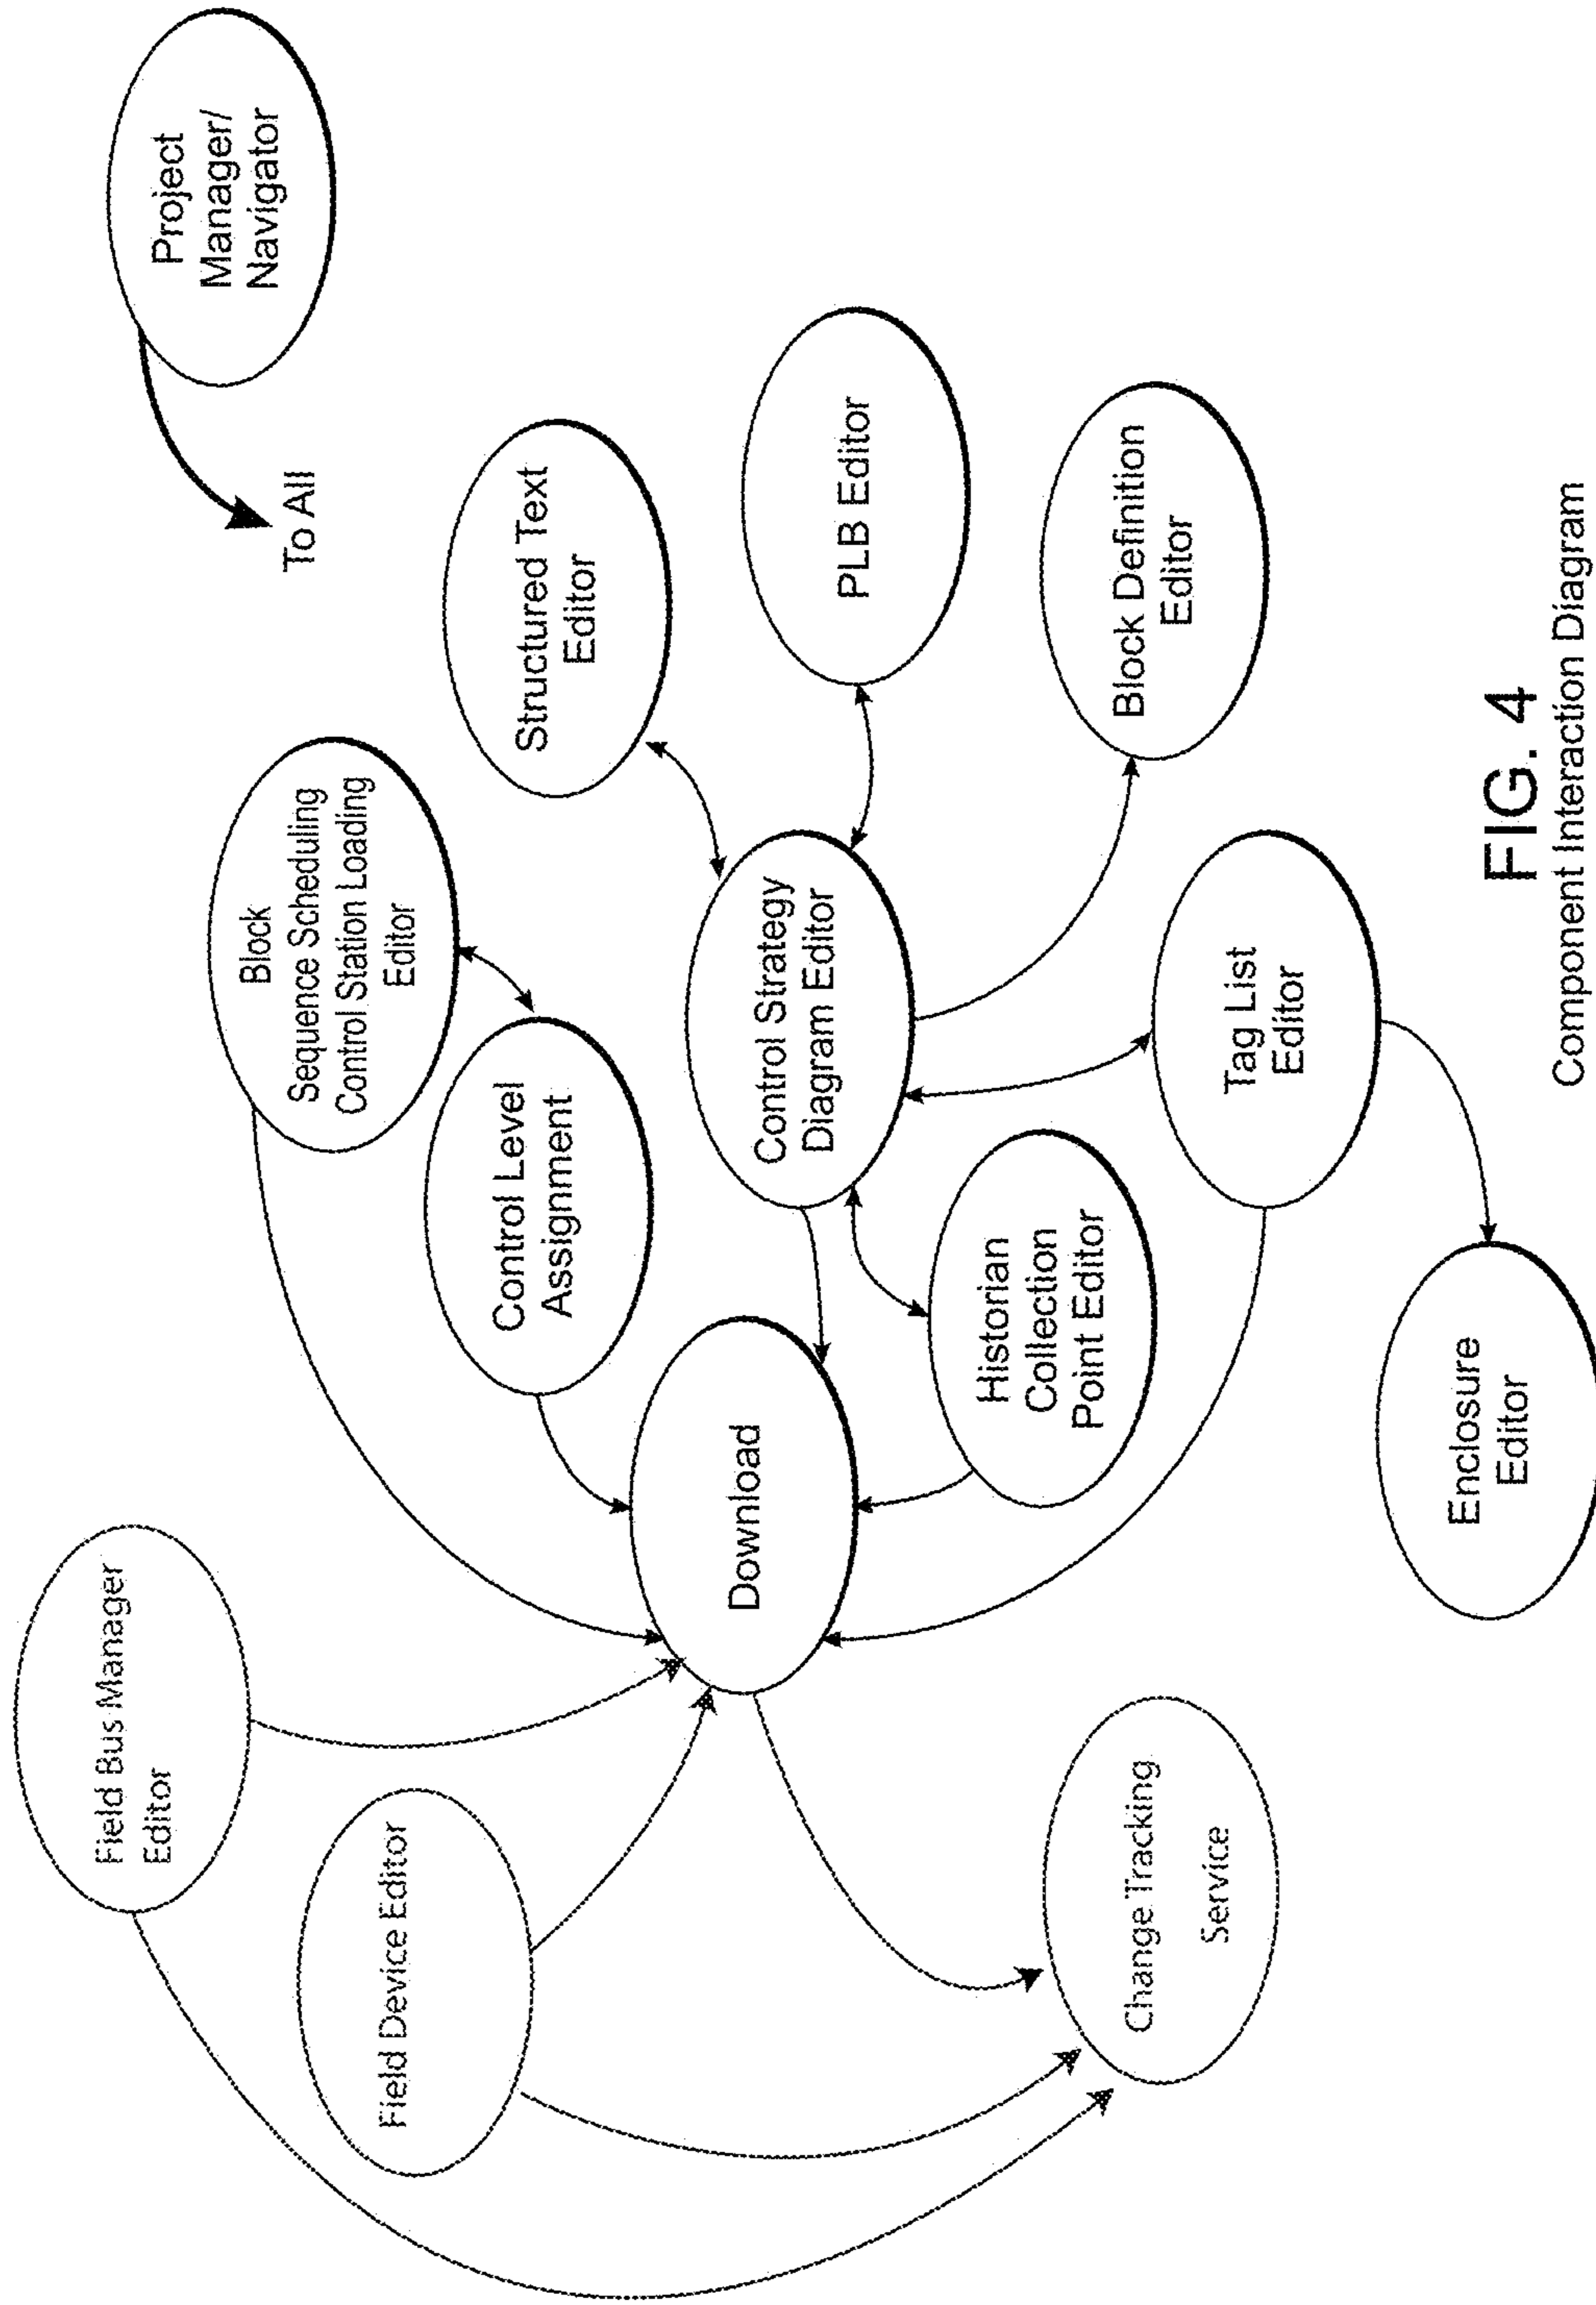 Field Bus Manager
Editor
Field Device Editor
Change Tracking
Service
Download
Block
Sequence Scheduling
Control Station Loading
Editor
Control Level
Assignment
Control Strategy
Diagram Editor
Historian
Collection
Point Editor
Tag List
Editor
Enclosure
Editor
Structured Text
Editor
PLB Editor
Block Definition
Editor
Project
Manager/
Navigator
To All
FIG. 4
Component Interaction Diagram